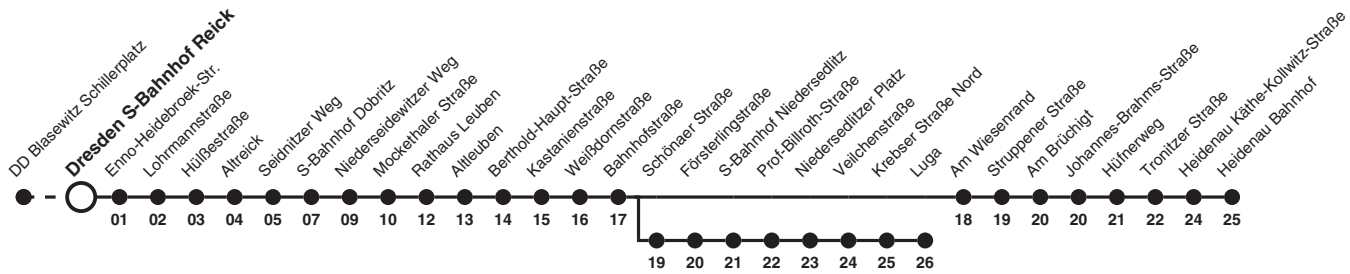 DD Blasewitz Schillerplatz
Dresden S-Bahnhof Reick
Enno-Heidebroek-Str.
Lohrmannstraße
Hülßestraße
Altreick
Seidnitzer Weg
S-Bahnhof Dobritz
Niederseidewitzer Weg
Mockethaler Straße
Rathaus Leuben
Altleuben
Berthold-Haupt-Straße
Kastanienstraße
Weißdornstraße
Bahnhofstraße
Schönaer Straße
Försterlingstraße
S-Bahnhof Niedersedlitz
Prof-Billroth-Straße
Niedersedlitzer Platz
Veilchenstraße
Krebser Straße Nord
Luga
Am Wiesenrand
Struppener Straße
Am Brüchigt
Johannes-Brahms-Straße
Hüfnerweg
Tronitzer Straße
Heidenau Käthe-Kollwitz-Straße
Heidenau Bahnhof
01 02 03 04 05 07 09 10 12 13 14 15 16 17 18 19 20 20 21 22 24 25
19 20 21 22 23 24 25 26